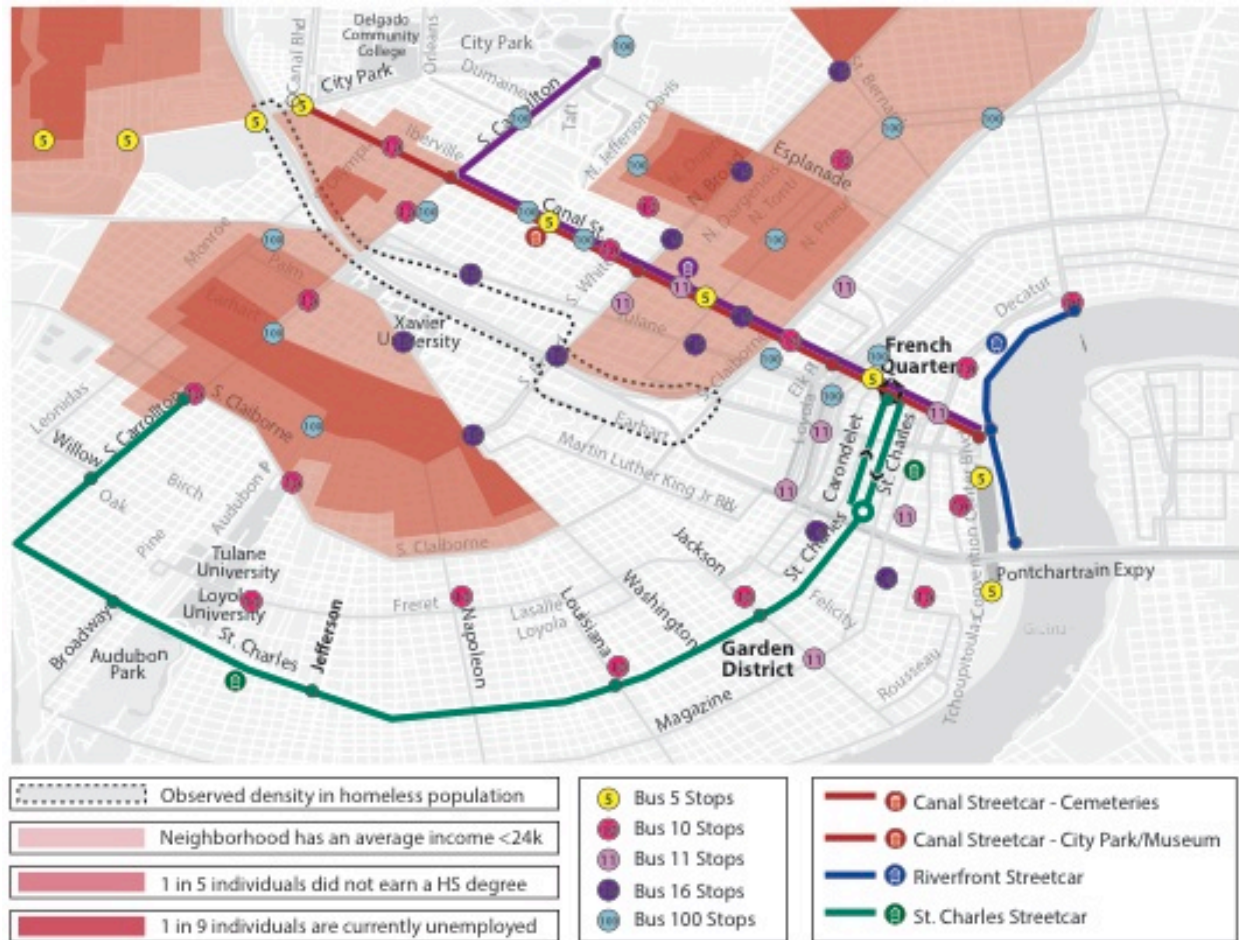 Delgado
Community
College
Canal Blvd
Orleans
City Park
City Park
Dumaine
S. Carrollton
Taft
N. Jefferson Davis
St. Bernard
Iberville
Esplanade
N. Broad
N. Dorgenois
N. Tonti
N. Prieur
Canal St.
Monroe
Palm
Earhart
S. White
Tulane
Xavier
University
S. Claiborne
Decatur
French
Quarter
Elk Pl
Loyola
Leonidas
S. Carrollton
S. Claiborne
Willow
Oak
Birch
Pine
Audubon P
Earhart
Martin Luther King Jr Blv
Carondelet
St. Charles
Convention Center Blvd
S. Claiborne
Tulane
University
Loyola
University
Jackson
St. Charles
Pontchartrain Expy
Washington
Felicity
Freret
Lasalle
Loyola
Louisiana
Napoleon
Broadway
St. Charles
Jefferson
Audubon
Park
Garden
District
Rousseau
Tchoupitoulas
Magazine
Observed density in homeless population
Neighborhood has an average income <24k
1 in 5 individuals did not earn a HS degree
1 in 9 individuals are currently unemployed
5 Bus 5 Stops
Bus 10 Stops
11 Bus 11 Stops
Bus 16 Stops
100 Bus 100 Stops
Canal Streetcar - Cemeteries
Canal Streetcar - City Park/Museum
Riverfront Streetcar
St. Charles Streetcar